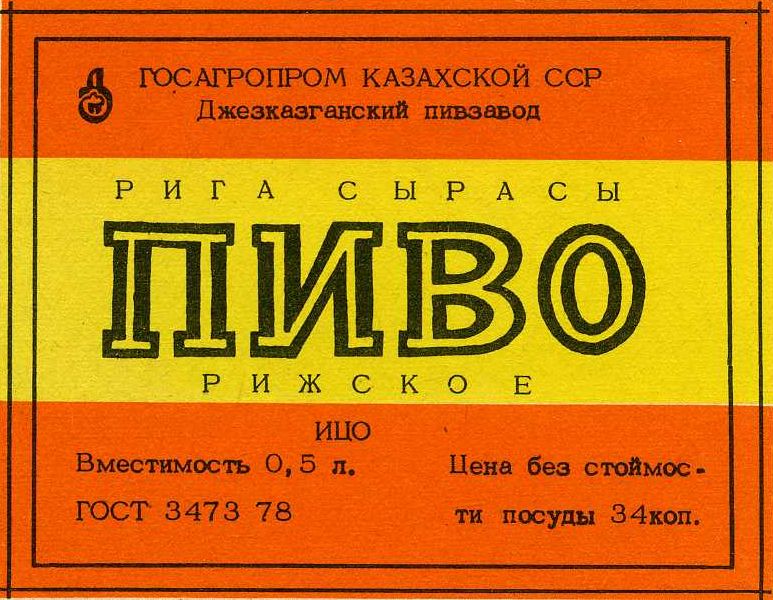 ГОСАГРОПРОМ КАЗАХСКОЙ ССР
Джезказганский пивзавод
РИГА СЫРАСЫ
ПИВО
РИЖСКОЕ
ИЦО
Вместимость 0,5 л.
ГОСТ 3473 78
Цена без стоймос-
ти посуды 34коп.